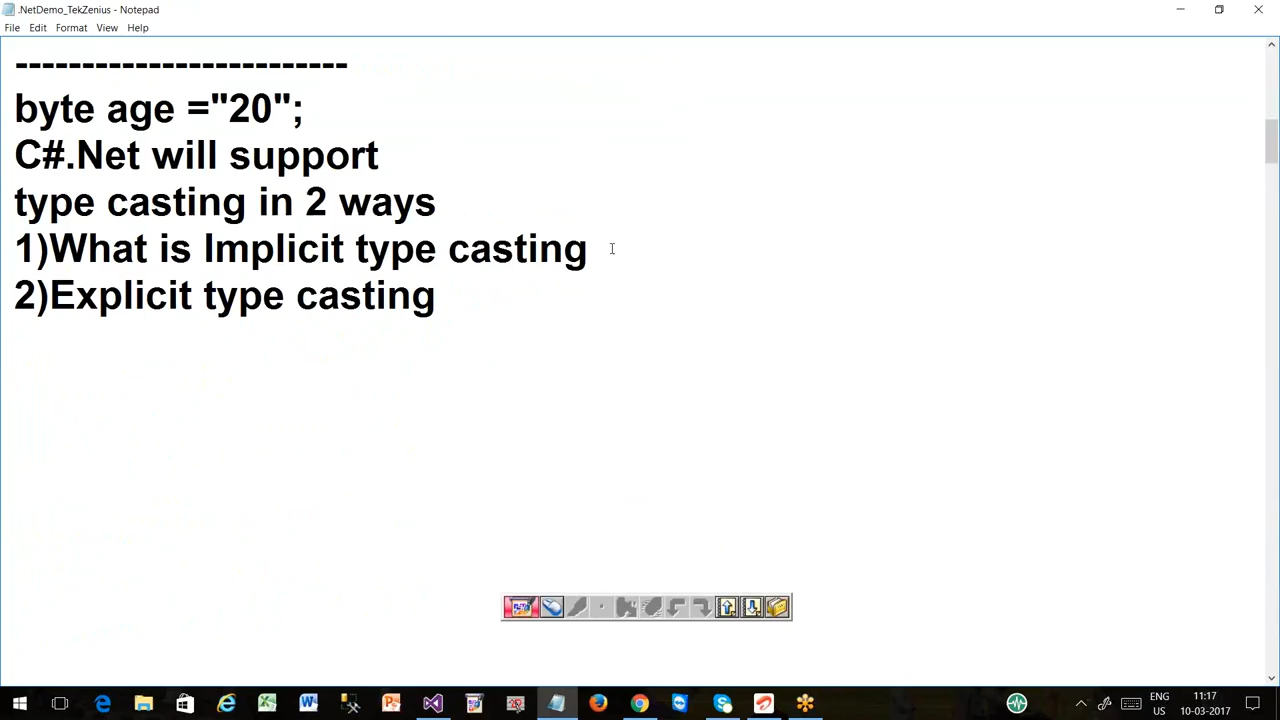 .NetDemo_TekZenius - Notepad
File Edit Format View Help
-------------------------
byte age ="20";
C#.Net will support
type casting in 2 ways
1)What is Implicit type casting
2)Explicit type casting
ENG
US
11:17
10-03-2017